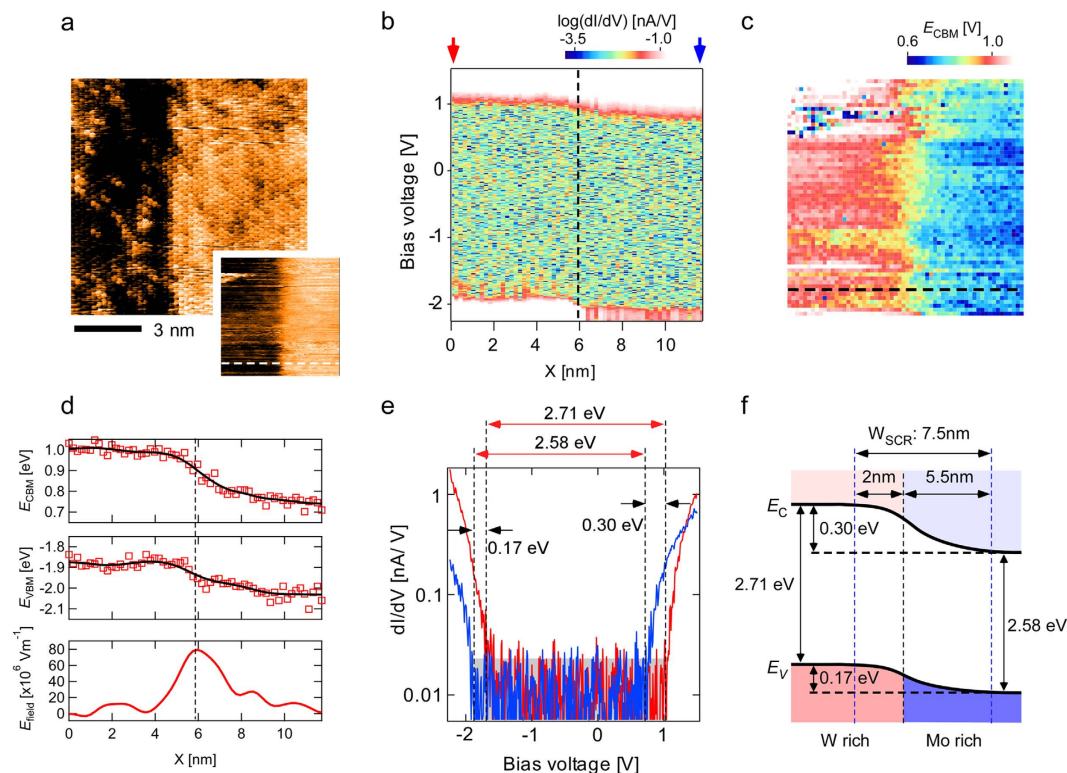 a
3 nm
b
log(dI/dV) [nA/V]
-3.5 -1.0
1
0
-1
-2
Bias voltage [V]
0 2 4 6 8 10
X [nm]
c
E_CBM [V]
0.6 1.0
d
1.0
0.9
0.8
0.7
E_CBM [eV]
-1.8
-1.9
-2.0
-2.1
E_VBM [eV]
80
60
40
20
0
E_field [x10^6 Vm^-1]
0 2 4 6 8 10
X [nm]
e
2.71 eV
2.58 eV
0.30 eV
0.17 eV
1
0.1
0.01
dI/dV [nA/ V]
-2 -1 0 1
Bias voltage [V]
f
W_SCR: 7.5nm
2nm 5.5nm
E_C
0.30 eV
2.71 eV
2.58 eV
E_V
0.17 eV
W rich Mo rich